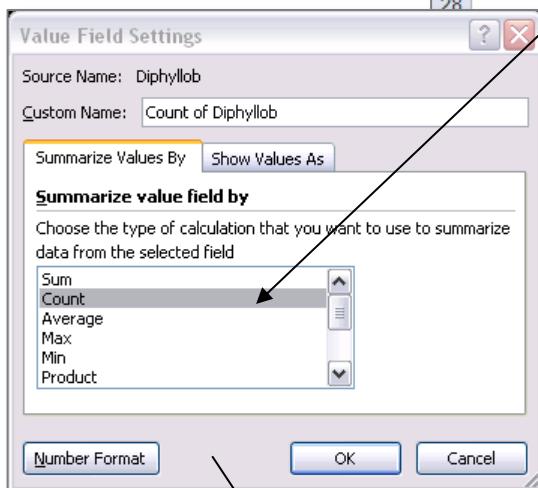 28
Value Field Settings
Source Name: Diphyllob
Custom Name: Count of Diphyllob
Summarize Values By Show Values As
Summarize value field by
Choose the type of calculation that you want to use to summarize
data from the selected field
Sum
Count
Average
Max
Min
Product
Number Format OK Cancel